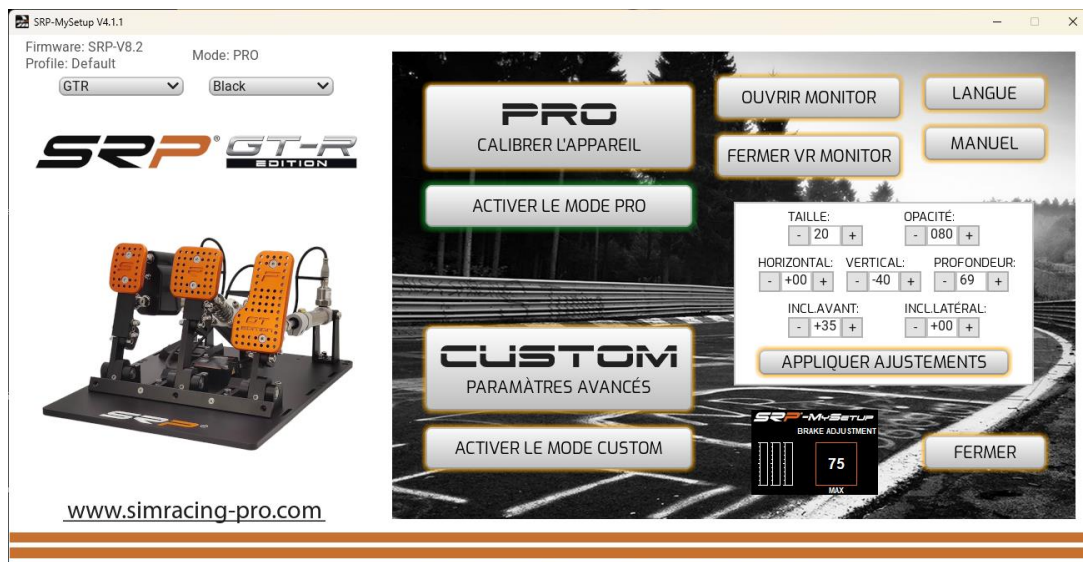 SRP-MySetup V4.1.1
Firmware: SRP-V8.2
Profile: Default
Mode: PRO
GTR
Black
SRP® GT-R
EDITION
www.simracing-pro.com
PRO
CALIBRER L'APPAREIL
ACTIVER LE MODE PRO
CUSTOM
PARAMÀTRES AVANCÉS
ACTIVER LE MODE CUSTOM
OUVRIR MONITOR
FERMER VR MONITOR
LANGUE
MANUEL
TAILLE: OPACITÉ:
- 20 + - 080 +
HORIZONTAL: VERTICAL: PROFONDEUR:
- +00 + - -40 + - 69 +
INCL.AVANT: INCL.LATÉRAL:
- +35 + - +00 +
APPLIQUER AJUSTEMENTS
SRP-MySetup
BRAKE ADJUSTMENT
75
MAX
FERMER